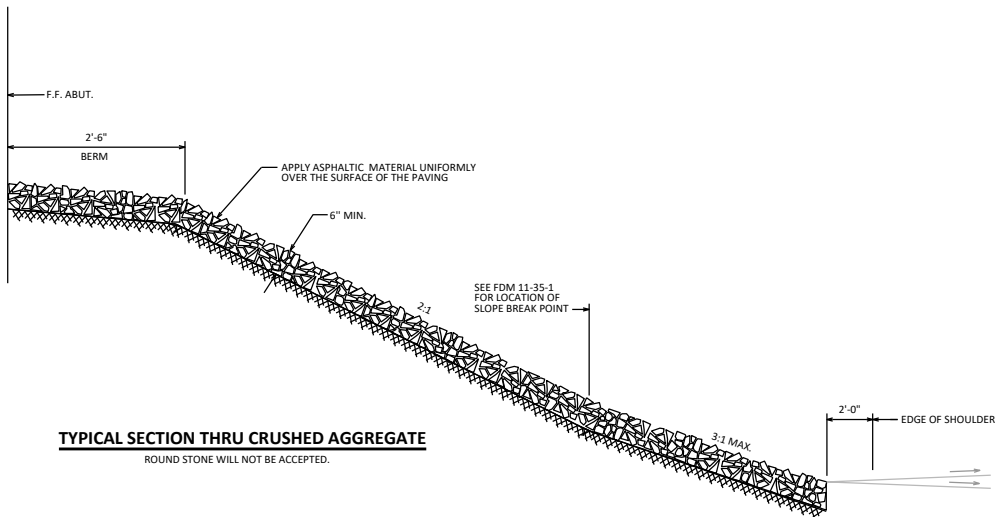 F.F. ABUT.
2'-6"
BERM
APPLY ASPHALTIC MATERIAL UNIFORMLY
OVER THE SURFACE OF THE PAVING
6" MIN.
2:1
SEE FDM 11-35-1
FOR LOCATION OF
SLOPE BREAK POINT
3:1 MAX.
2'-0"
EDGE OF SHOULDER
TYPICAL SECTION THRU CRUSHED AGGREGATE
ROUND STONE WILL NOT BE ACCEPTED.